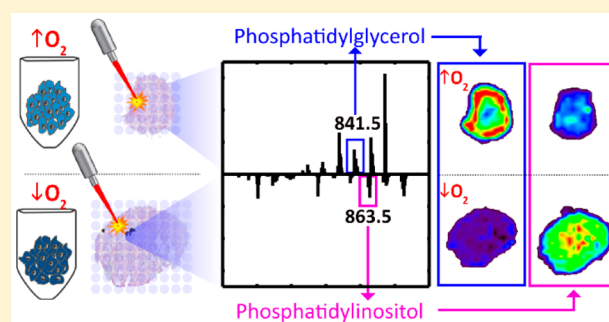 ↑O₂
Phosphatidylglycerol
841.5
↑O₂
↓O₂
863.5
↓O₂
Phosphatidylinositol